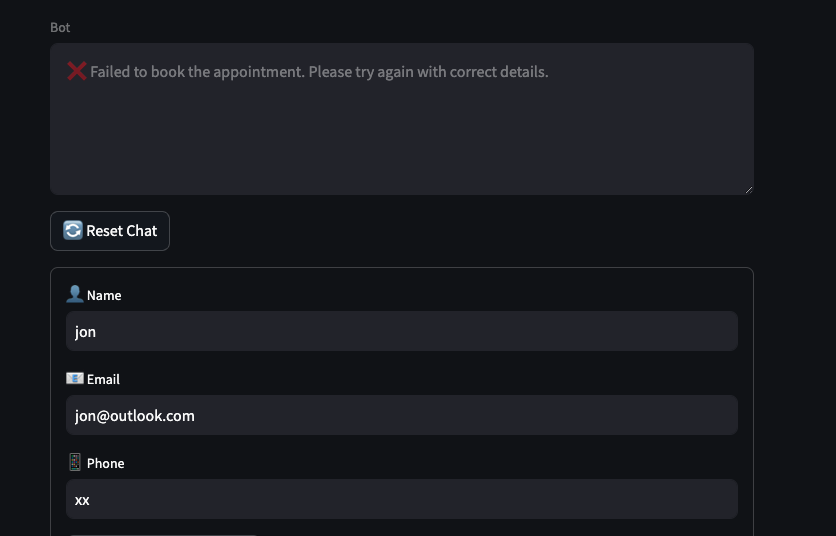 Bot
❌ Failed to book the appointment. Please try again with correct details.
🔄 Reset Chat
👤 Name
jon
📧 Email
jon@outlook.com
📱 Phone
xx